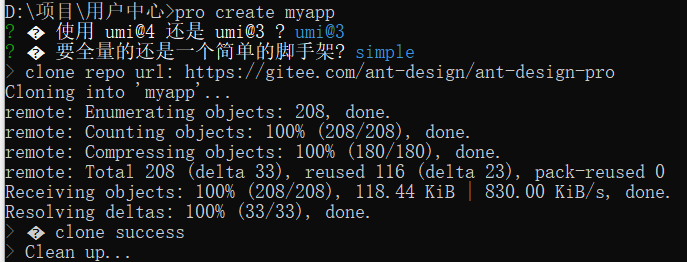 D:\项目\用户中心>pro create myapp
? � 使用 umi@4 还是 umi@3 ? umi@3
? � 要全量的还是一个简单的脚手架? simple
> clone repo url: https://gitee.com/ant-design/ant-design-pro
Cloning into 'myapp'...
remote: Enumerating objects: 208, done.
remote: Counting objects: 100% (208/208), done.
remote: Compressing objects: 100% (180/180), done.
remote: Total 208 (delta 33), reused 116 (delta 23), pack-reused 0
Receiving objects: 100% (208/208), 118.44 KiB | 830.00 KiB/s, done.
Resolving deltas: 100% (33/33), done.
> � clone success
> Clean up...